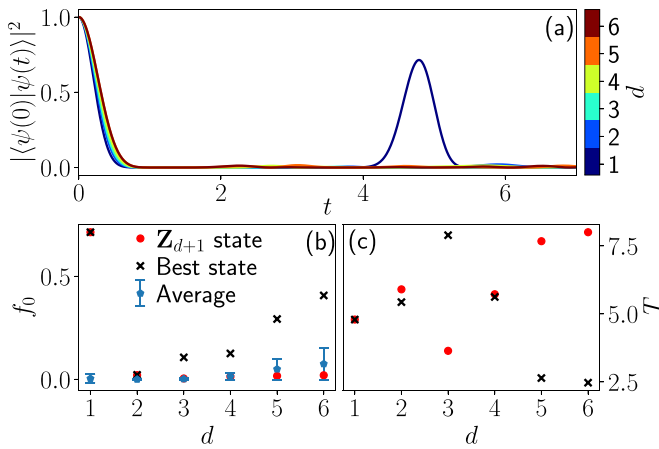 1.0
0.5
0.0
|⟨ψ(0)|ψ(t)⟩|²
(a)
0 2 4 6
t
6
5
4
3
2
1
d
0.5
0.0
f₀
(b)
Z_{d+1} state
Best state
Average
1 2 3 4 5 6
d
(c)
7.5
5.0
2.5
T
1 2 3 4 5 6
d